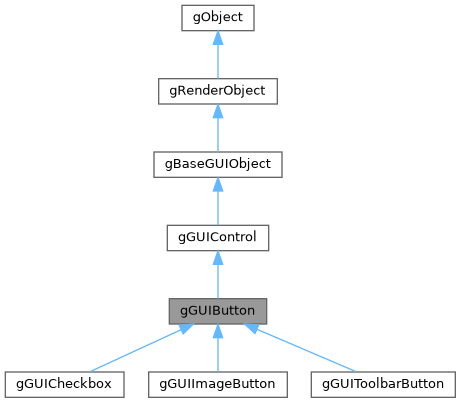 gObject
gRenderObject
gBaseGUIObject
gGUIControl
gGUIButton
gGUICheckbox
gGUIImageButton
gGUIToolbarButton